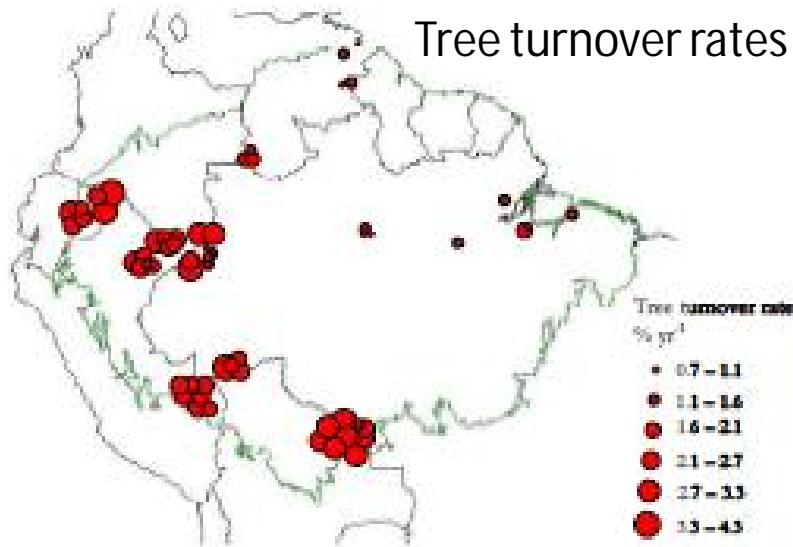 Tree turnover rates
Tree turnover rate
% yr⁻¹
0.7 – 1.1
1.1 – 1.6
1.6 – 2.1
2.1 – 2.7
2.7 – 3.3
3.3 – 4.3